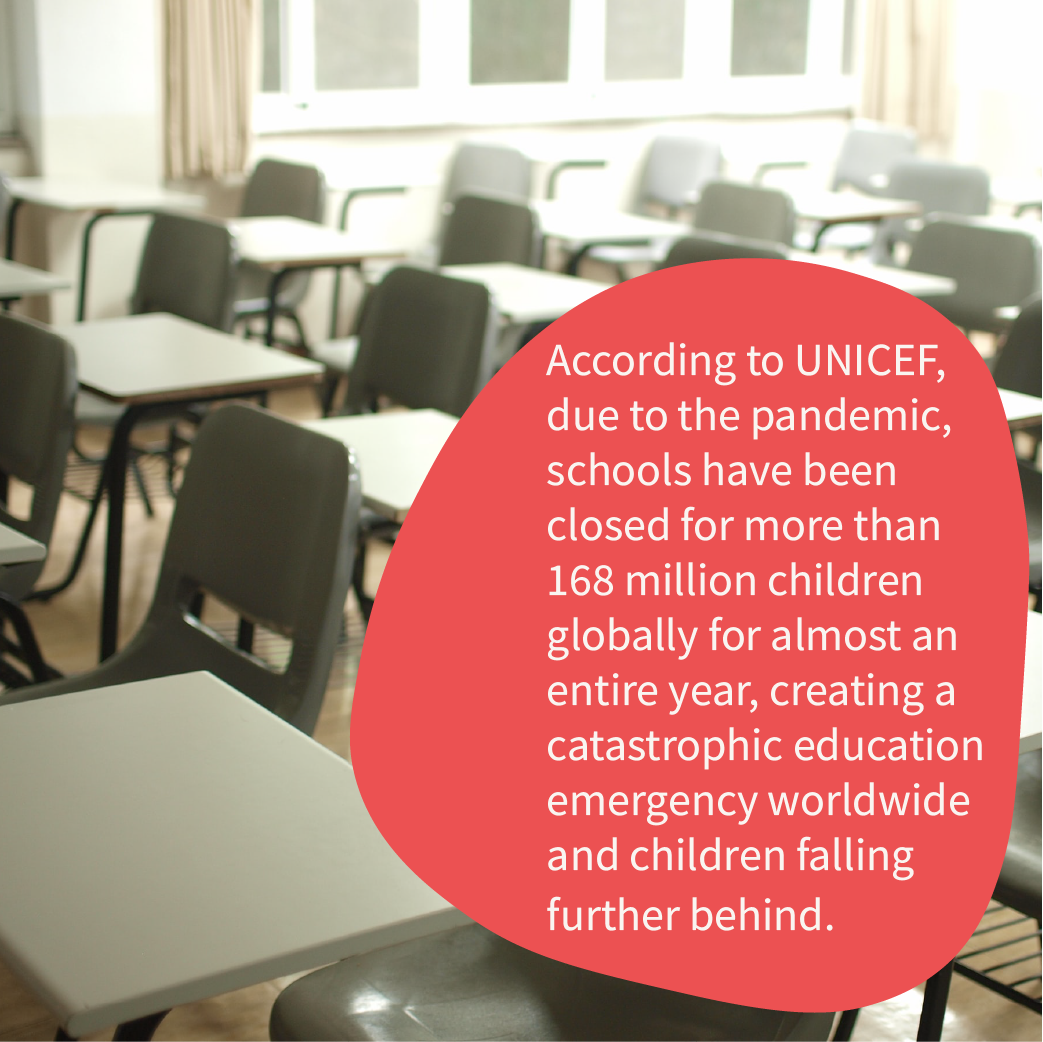 According to UNICEF,
due to the pandemic,
schools have been
closed for more than
168 million children
globally for almost an
entire year, creating a
catastrophic education
emergency worldwide
and children falling
further behind.